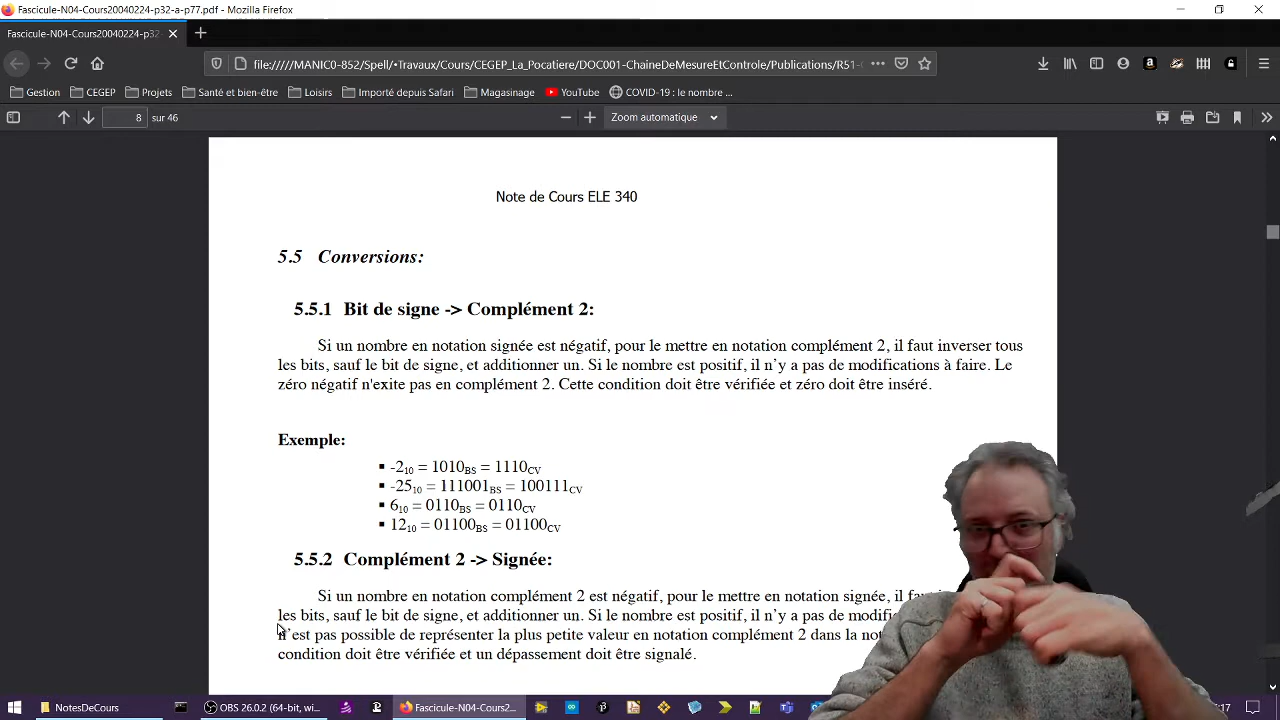 Fascicule-N04-Cours20040224-p32-a-p77.pdf - Mozilla Firefox
Fascicule-N04-Cours20040224-p32-
file://///MANIC0-852/Spell/•Travaux/Cours/CEGEP_La_Pocatiere/DOC001-ChaineDeMesureEtControle/Publications/R51-
Gestion CEGEP Projets Santé et bien-être Loisirs Importé depuis Safari Magasinage YouTube COVID-19 : le nombre ...
8 sur 46 Zoom automatique
Note de Cours ELE 340
5.5 Conversions:
5.5.1 Bit de signe -> Complément 2:
Si un nombre en notation signée est négatif, pour le mettre en notation complément 2, il faut inverser tous
les bits, sauf le bit de signe, et additionner un. Si le nombre est positif, il n’y a pas de modifications à faire. Le
zéro négatif n'exite pas en complément 2. Cette condition doit être vérifiée et zéro doit être inséré.
Exemple:
▪ -2₁₀ = 1010BS = 1110CV
▪ -25₁₀ = 111001BS = 100111CV
▪ 6₁₀ = 0110BS = 0110CV
▪ 12₁₀ = 01100BS = 01100CV
5.5.2 Complément 2 -> Signée:
Si un nombre en notation complément 2 est négatif, pour le mettre en notation signée, il
les bits, sauf le bit de signe, et additionner un. Si le nombre est positif, il n’y a pas de
n’est pas possible de représenter la plus petite valeur en notation complément 2 dans la
condition doit être vérifiée et un dépassement doit être signalé.
NotesDeCours OBS 26.0.2 (64-bit, wi... Fascicule-N04-Cours2...